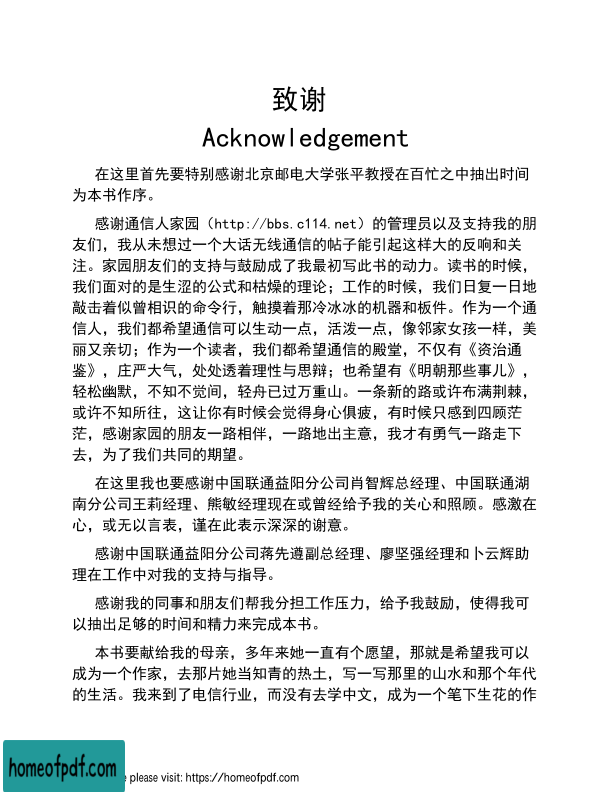 致谢
Acknowledgement
在这里首先要特别感谢北京邮电大学张平教授在百忙之中抽出时间
为本书作序。
感谢通信人家园（http://bbs.c114.net）的管理员以及支持我的朋
友们，我从未想过一个大话无线通信的帖子能引起这样大的反响和关
注。家园朋友们的支持与鼓励成了我最初写此书的动力。读书的时候，
我们面对的是生涩的公式和枯燥的理论；工作的时候，我们日复一日地
敲击着似曾相识的命令行，触摸着那冷冰冰的机器和板件。作为一个通
信人，我们都希望通信可以生动一点，活泼一点，像邻家女孩一样，美
丽又亲切；作为一个读者，我们都希望通信的殿堂，不仅有《资治通
鉴》，庄严大气，处处透着理性与思辩；也希望有《明朝那些事儿》，
轻松幽默，不知不觉间，轻舟已过万重山。一条新的路或许布满荆棘，
或许不知所往，这让你有时候会觉得身心俱疲，有时候只感到四顾茫
茫，感谢家园的朋友一路相伴，一路地出主意，我才有勇气一路走下
去，为了我们共同的期望。
在这里我也要感谢中国联通益阳分公司肖智辉总经理、中国联通湖
南分公司王莉经理、熊敏经理现在或曾经给予我的关心和照顾。感激在
心，或无以言表，谨在此表示深深的谢意。
感谢中国联通益阳分公司蒋先遵副总经理、廖坚强经理和卜云辉助
理在工作中对我的支持与指导。
感谢我的同事和朋友们帮我分担工作压力，给予我鼓励，使得我可
以抽出足够的时间和精力来完成本书。
本书要献给我的母亲，多年来她一直有个愿望，那就是希望我可以
成为一个作家，去那片她当知青的热土，写一写那里的山水和那个年代
的生活。我来到了电信行业，而没有去学中文，成为一个笔下生花的作
homeofpdf.com
please visit: https://homeofpdf.com